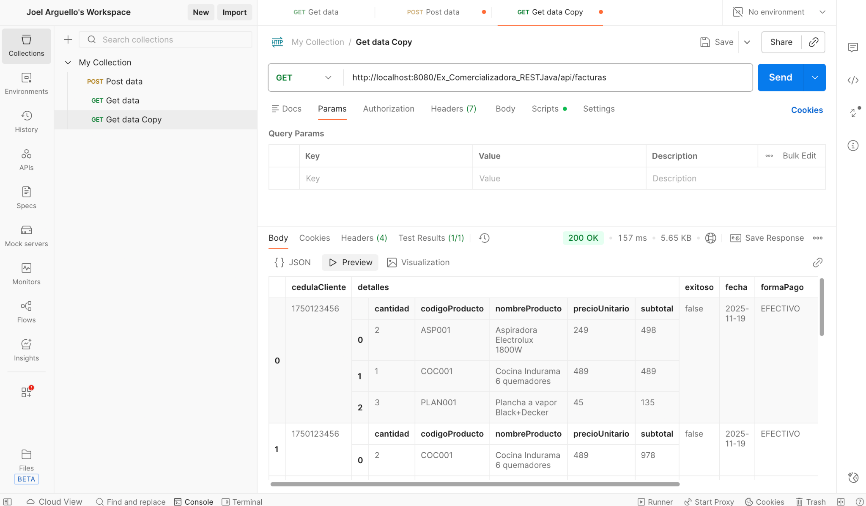 Joel Arguello's Workspace New Import GET Get data POST Post data GET Get data Copy No environment
Collections
Search collections
HTTP My Collection / Get data Copy Save Share
My Collection
POST Post data
GET Get data
GET Get data Copy
Environments
History
APIs
Specs
Mock servers
Monitors
Flows
Insights
Files
BETA
GET http://localhost:8080/Ex_Comercializadora_RESTJava/api/facturas Send
Docs Params Authorization Headers (7) Body Scripts Settings Cookies
Query Params
Key Value Description ••• Bulk Edit
Key Value Description
Body Cookies Headers (4) Test Results (1/1) 200 OK • 157 ms • 5.65 KB • Save Response •••
{ } JSON Preview Visualization
cedulaCliente detalles exitoso fecha formaPago
0 1750123456 false 2025-11-19 EFECTIVO
cantidad codigoProducto nombreProducto precioUnitario subtotal
0 2 ASP001 Aspiradora Electrolux 1800W 249 498
1 1 COC001 Cocina Indurama 6 quemadores 489 489
2 3 PLAN001 Plancha a vapor Black+Decker 45 135
1 1750123456 false 2025-11-19 EFECTIVO
cantidad codigoProducto nombreProducto precioUnitario subtotal
0 2 COC001 Cocina Indurama 6 quemadores 489 978
Cloud View Find and replace Console Terminal Runner Start Proxy Cookies Trash